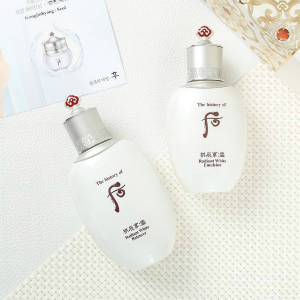 Gongjinhyang : Seol
The history of
后
拱辰享:雪
Radiant White
Balancer
The history of
后
拱辰享:雪
Radiant White
Emulsion